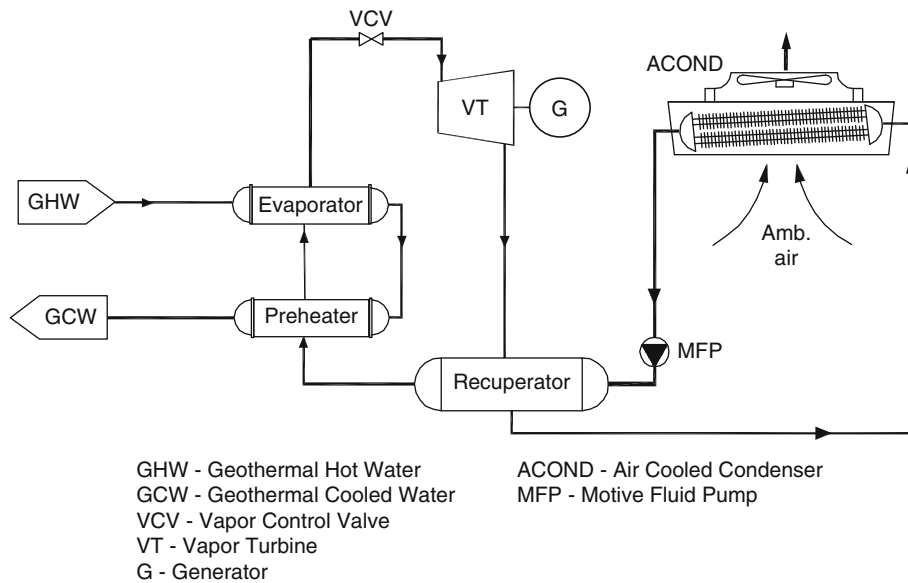 VCV
ACOND
VT
G
GHW
Evaporator
Amb.
air
GCW
Preheater
MFP
Recuperator
GHW - Geothermal Hot Water
GCW - Geothermal Cooled Water
VCV - Vapor Control Valve
VT - Vapor Turbine
G - Generator
ACOND - Air Cooled Condenser
MFP - Motive Fluid Pump